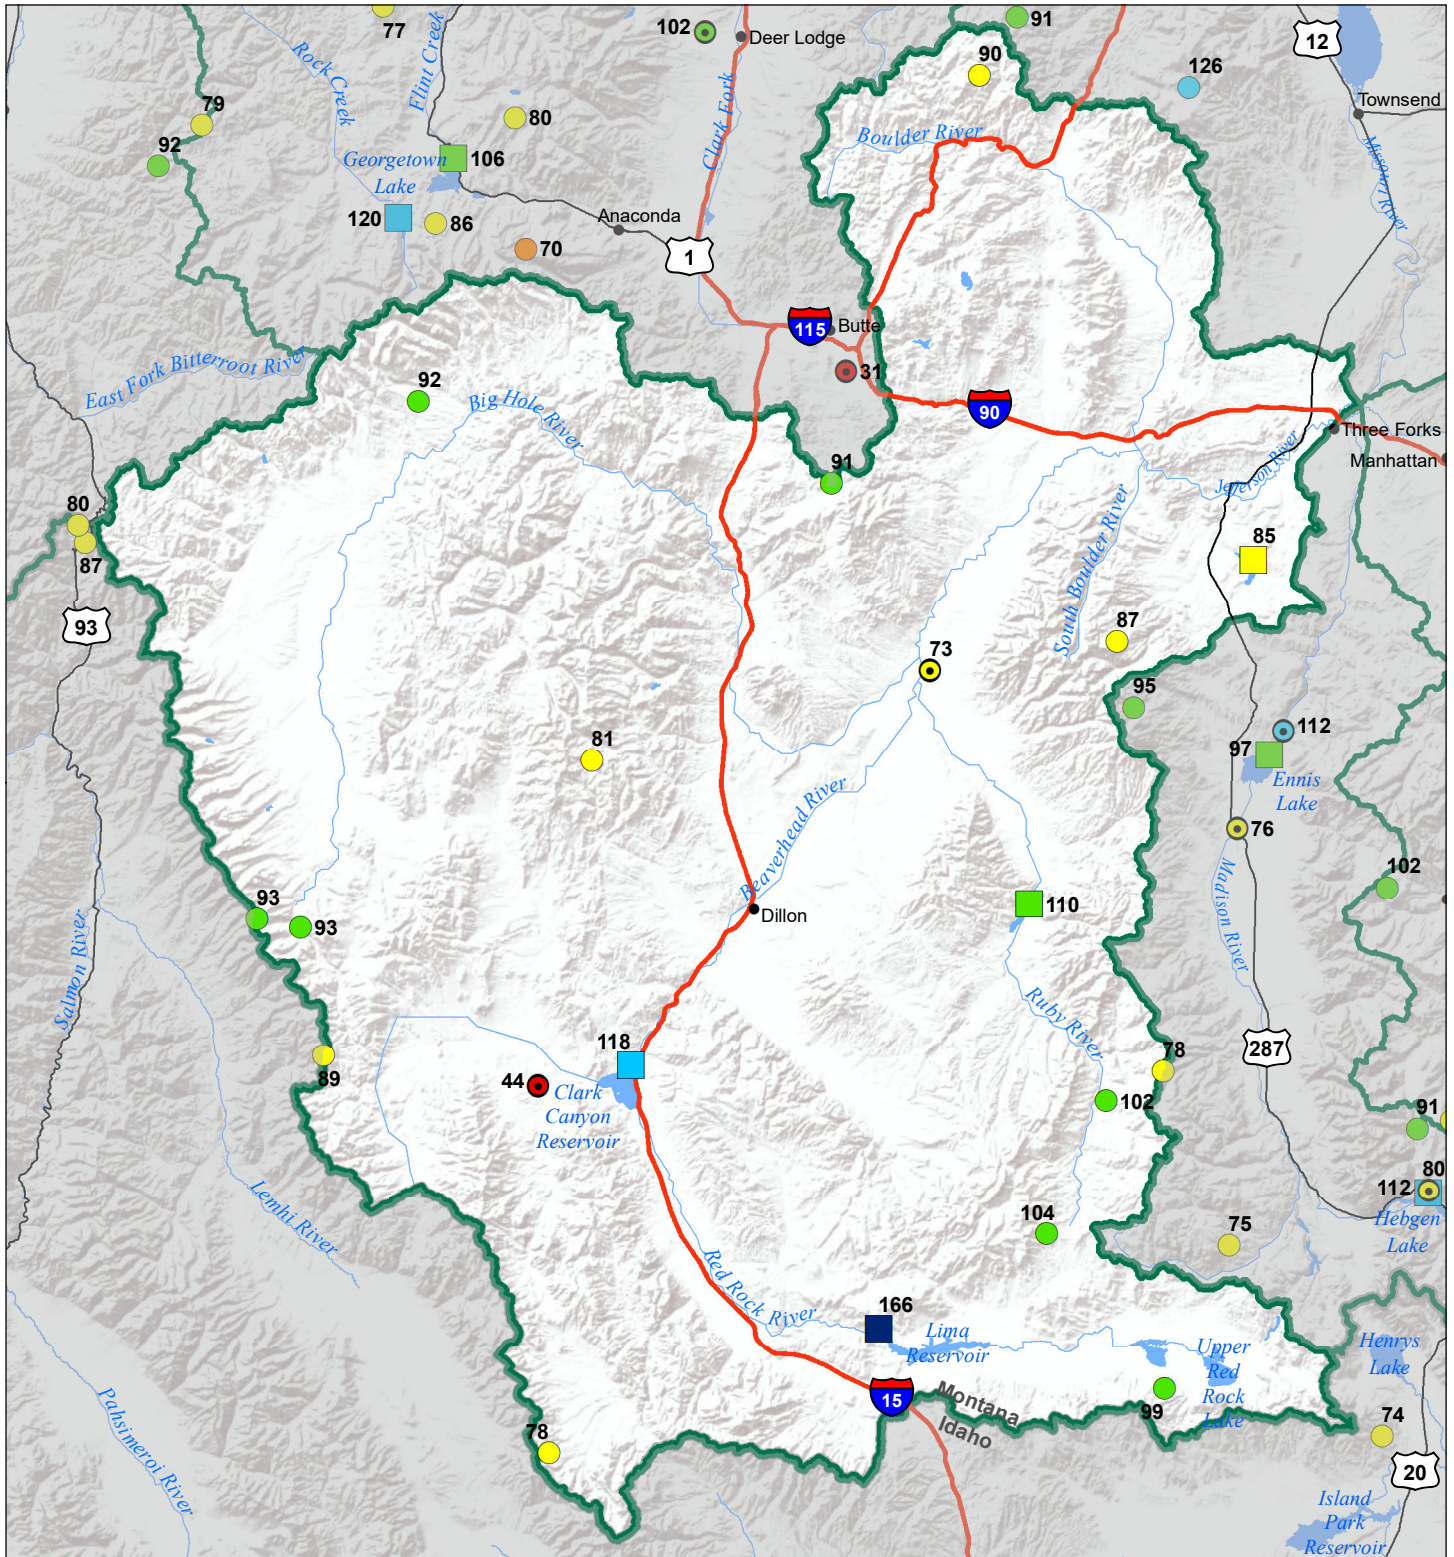 77
Rock Creek
Flint Creek
102
Deer Lodge
91
12
90
126
Townsend
79
80
Clark Fork
Boulder River
92
Georgetown
Lake
106
Missouri River
120
86
Anaconda
70
1
115
Butte
31
East Fork Bitterroot River
92
Big Hole River
90
Three Forks
Manhattan
91
Jefferson River
80
87
South Boulder River
85
93
87
73
95
81
112
97
Ennis
Lake
76
Beaverhead River
Madison River
102
93
93
Dillon
110
Salmon River
Ruby River
287
118
78
89
44
Clark
Canyon
Reservoir
102
91
80
112
Hebgen
Lake
Lemhi River
104
75
Red Rock River
166
Lima
Reservoir
Upper
Red
Rock
Lake
Henrys
Lake
15
Montana
Idaho
99
74
Pahsimeroi River
78
20
Island
Park
Reservoir